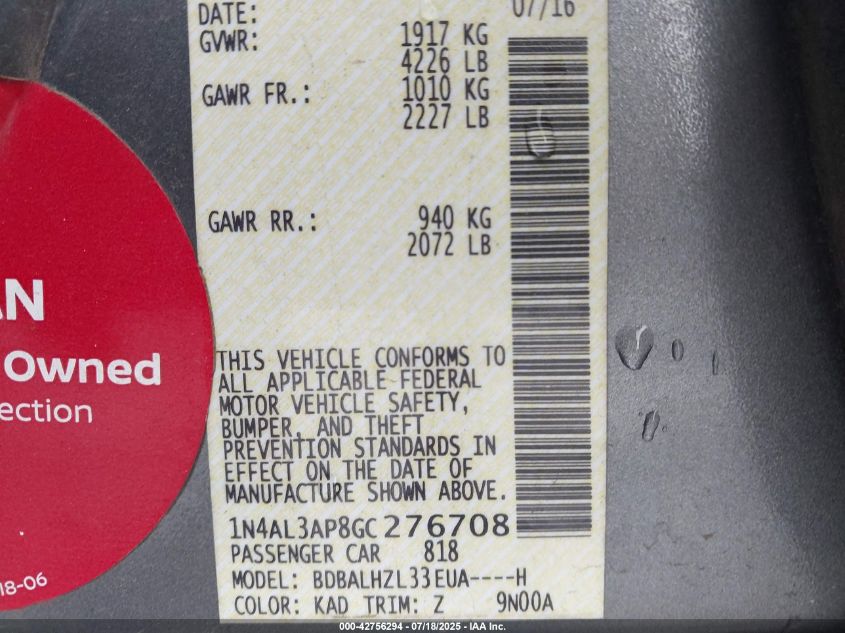 DATE: 07/16
GVWR: 1917 KG
4226 LB
GAWR FR.: 1010 KG
2227 LB
GAWR RR.: 940 KG
2072 LB
AN
Owned
ection
18-06
THIS VEHICLE CONFORMS TO
ALL APPLICABLE FEDERAL
MOTOR VEHICLE SAFETY,
BUMPER, AND THEFT
PREVENTION STANDARDS IN
EFFECT ON THE DATE OF
MANUFACTURE SHOWN ABOVE.
1N4AL3AP8GC276708
PASSENGER CAR 818
MODEL: BDBALHZL33EUA----H
COLOR: KAD TRIM: Z 9N00A
000-42756294 - 07/18/2025 - IAA Inc.